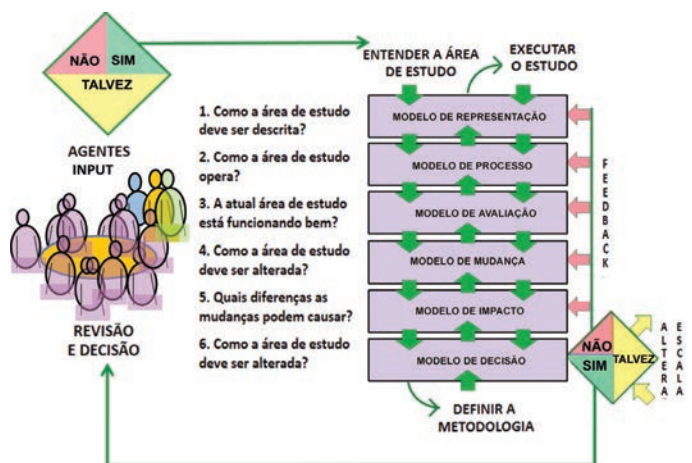 NÃO SIM
TALVEZ
AGENTES
INPUT
REVISÃO
E DECISÃO
1. Como a área de estudo
deve ser descrita?
2. Como a área de estudo
opera?
3. A atual área de estudo
está funcionando bem?
4. Como a área de estudo
deve ser alterada?
5. Quais diferenças as
mudanças podem causar?
6. Como a área de estudo
deve ser alterada?
ENTENDER A ÁREA
DE ESTUDO
EXECUTAR
O ESTUDO
MODELO DE REPRESENTAÇÃO
MODELO DE PROCESSO
MODELO DE AVALIAÇÃO
MODELO DE MUDANÇA
MODELO DE IMPACTO
MODELO DE DECISÃO
DEFINIR A
METODOLOGIA
FEEDBACK
NÃO
SIM
TALVEZ
ALTERA
ESCALA